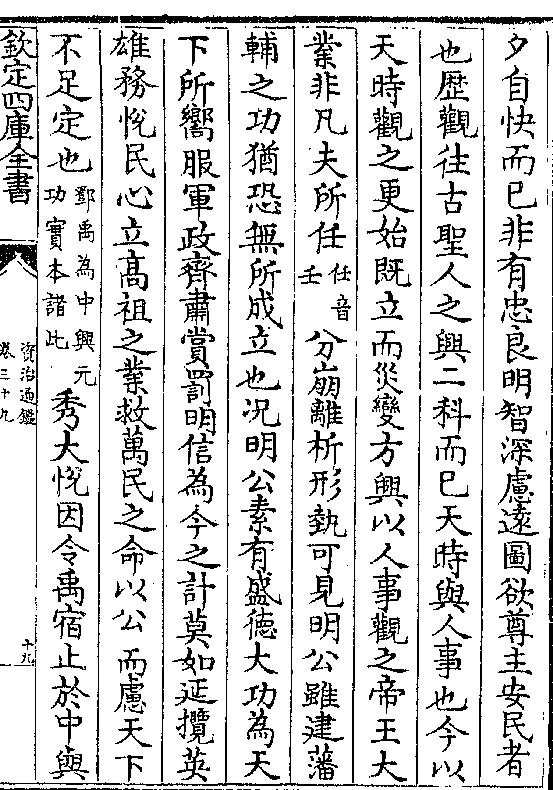 夕自快而已非有忠良明智深慮遠圖欲尊主安民者
也歴觀往古聖人之興二科而已天時與人事也今以
天時觀之更始既立而災變方興以人事觀之帝王大
業非凡夫所任任音壬分崩離析形埶可見明公雖建藩
輔之功猶恐無所成立也况明公素有盛德大功為天
下所嚮服軍政齊肅賞罰明信為今之計莫如延攬英
雄務悅民心立髙祖之業救萬民之命以公而慮天下
不足定也鄧禹為中興元功實本諸此秀大悅因令禹宿止於中與
欽定四庫全書
資治通鑑
卷三十九
十九